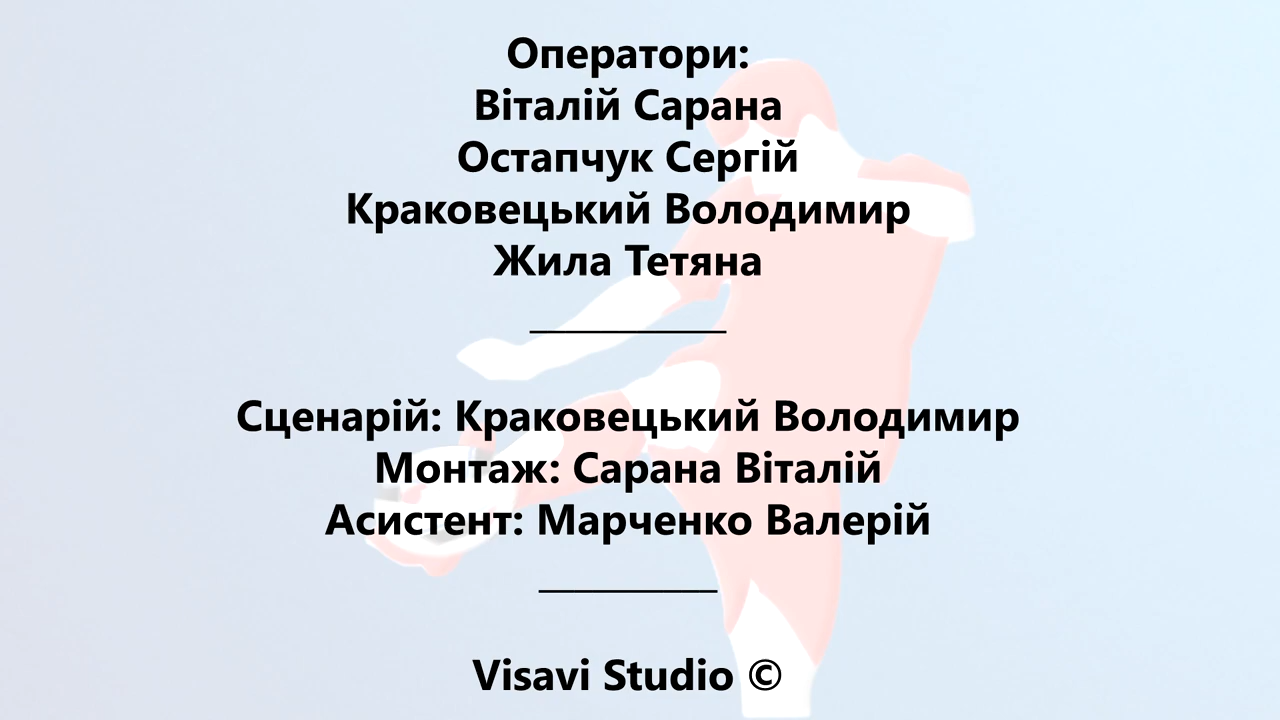 Оператори:
Віталій Сарана
Остапчук Сергій
Краковецький Володимир
Жила Тетяна
Сценарій: Краковецький Володимир
Монтаж: Сарана Віталій
Асистент: Марченко Валерій
Visavi Studio ©